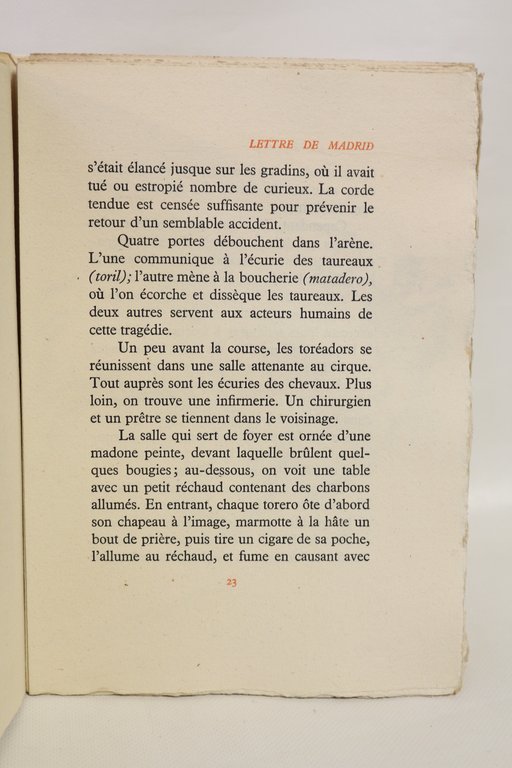 LETTRE DE MADRID
s'était élancé jusque sur les gradins, où il avait
tué ou estropié nombre de curieux. La corde
tendue est censée suffisante pour prévenir le
retour d'un semblable accident.
Quatre portes débouchent dans l'arène.
L'une communique à l'écurie des taureaux
(toril); l'autre mène à la boucherie (matadero),
où l'on écorche et dissèque les taureaux. Les
deux autres servent aux acteurs humains de
cette tragédie.
Un peu avant la course, les toréadors se
réunissent dans une salle attenante au cirque.
Tout auprès sont les écuries des chevaux. Plus
loin, on trouve une infirmerie. Un chirurgien
et un prêtre se tiennent dans le voisinage.
La salle qui sert de foyer est ornée d'une
madone peinte, devant laquelle brûlent quel-
ques bougies; au-dessous, on voit une table
avec un petit réchaud contenant des charbons
allumés. En entrant, chaque torero ôte d'abord
son chapeau à l'image, marmotte à la hâte un
bout de prière, puis tire un cigare de sa poche,
l'allume au réchaud, et fume en causant avec
23